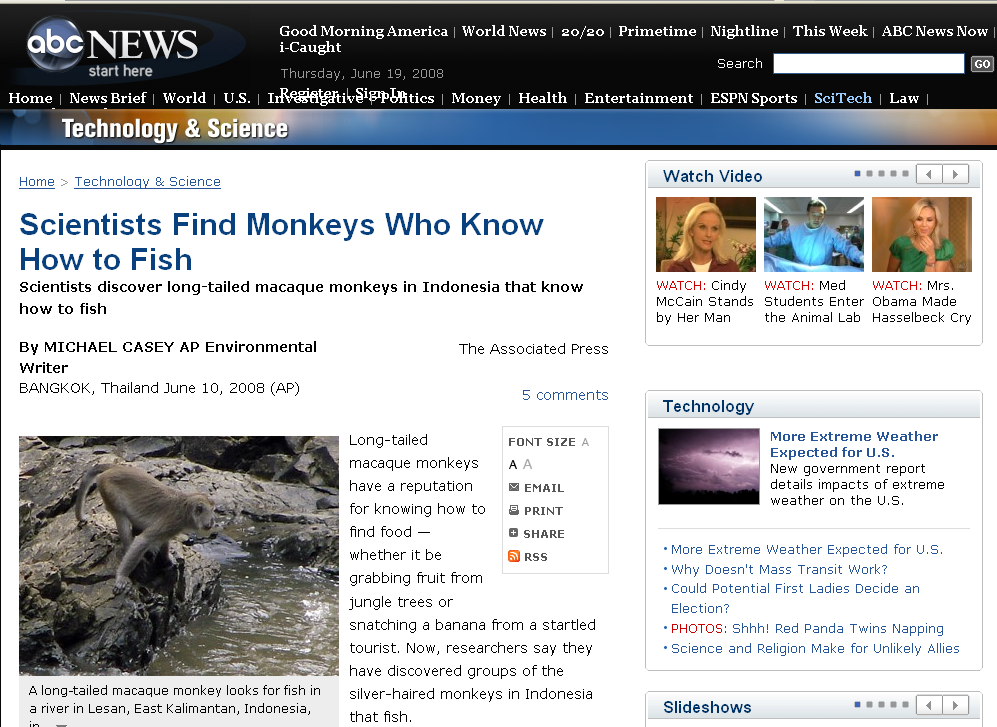 abc NEWS
start here
Good Morning America | World News | 20/20 | Primetime | Nightline | This Week | ABC News Now |
i-Caught
Thursday, June 19, 2008
Search
GO
Register | Sign In
Home | News Brief | World | U.S. | Investigative | Politics | Money | Health | Entertainment | ESPN Sports | SciTech | Law |
Technology & Science
Home > Technology & Science
Scientists Find Monkeys Who Know
How to Fish
Scientists discover long-tailed macaque monkeys in Indonesia that know
how to fish
By MICHAEL CASEY AP Environmental
Writer
The Associated Press
BANGKOK, Thailand June 10, 2008 (AP)
5 comments
FONT SIZE A
A A
EMAIL
PRINT
SHARE
RSS
Long-tailed
macaque monkeys
have a reputation
for knowing how to
find food —
whether it be
grabbing fruit from
jungle trees or
snatching a banana from a startled
tourist. Now, researchers say they
have discovered groups of the
silver-haired monkeys in Indonesia
that fish.
A long-tailed macaque monkey looks for fish in
a river in Lesan, East Kalimantan, Indonesia,
in
Watch Video
WATCH: Cindy
McCain Stands
by Her Man
WATCH: Med
Students Enter
the Animal Lab
WATCH: Mrs.
Obama Made
Hasselbeck Cry
Technology
More Extreme Weather
Expected for U.S.
New government report
details impacts of extreme
weather on the U.S.
• More Extreme Weather Expected for U.S.
• Why Doesn't Mass Transit Work?
• Could Potential First Ladies Decide an
Election?
• PHOTOS: Shhh! Red Panda Twins Napping
• Science and Religion Make for Unlikely Allies
Slideshows